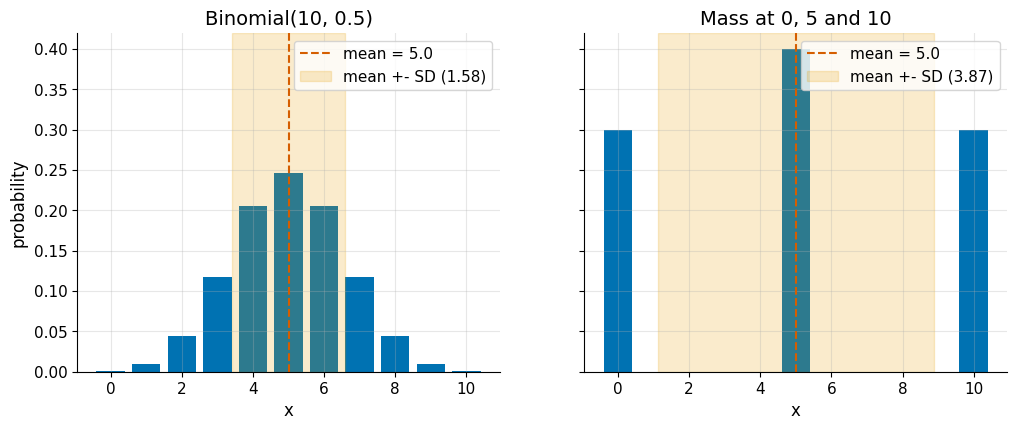 Binomial(10, 0.5)
mean = 5.0
mean +- SD (1.58)
0.40
0.35
0.30
0.25
0.20
0.15
0.10
0.05
0.00
probability
0 2 4 6 8 10
x
Mass at 0, 5 and 10
mean = 5.0
mean +- SD (3.87)
0 2 4 6 8 10
x